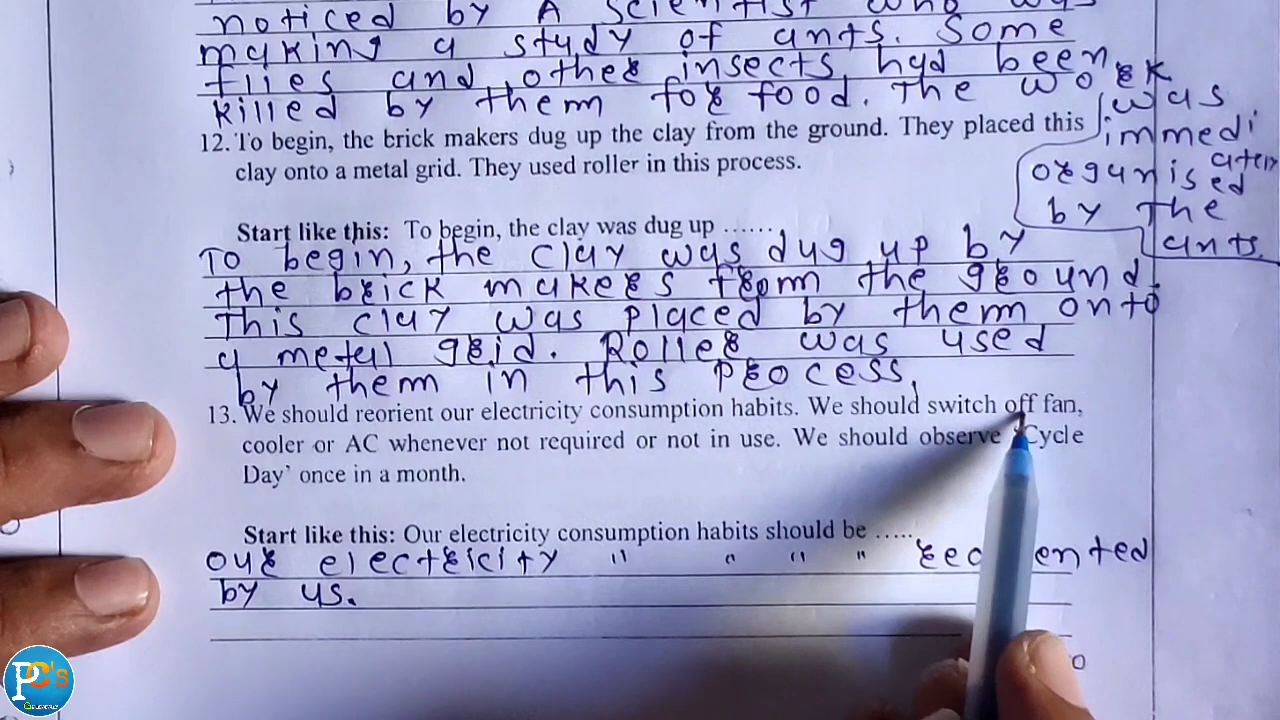 noticed by A scientist who was
making a study of ants. Some
flies and other insects had been
killed by them for food. The work
was
immedi
ately
organised
by the
ants.
12. To begin, the brick makers dug up the clay from the ground. They placed this
clay onto a metal grid. They used roller in this process.
Start like this: To begin, the clay was dug up ……
To begin, the clay was dug up by
the brick makers from the ground.
This clay was placed by them onto
a metal grid. Roller was used
by them in this process.
13. We should reorient our electricity consumption habits. We should switch off fan,
cooler or AC whenever not required or not in use. We should observe 'Cycle
Day' once in a month.
Start like this: Our electricity consumption habits should be …..
our electricity " " " "
by us.
PC's